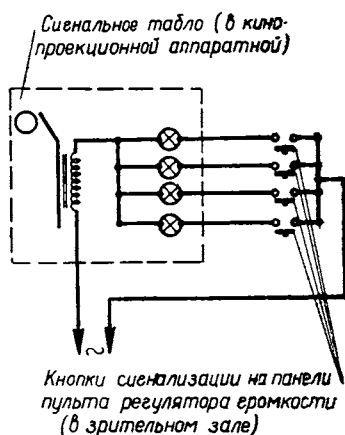 Сигнальное табло (в кино-
проекционной аппаратной)
~
Кнопки сигнализации на панели
пульта регулятора громкости
(в зрительном зале)